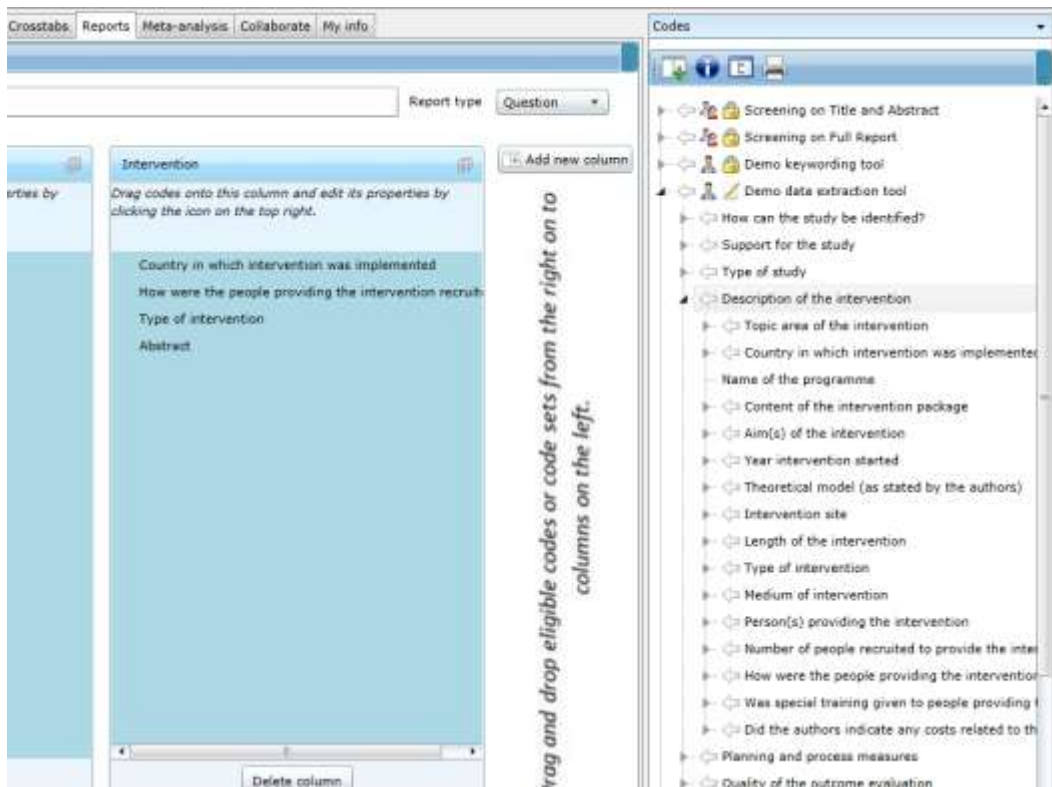 Crosstabs Reports Meta-analysis Collaborate My info
Report type Question
erties by
Intervention
Drag codes onto this column and edit its properties by
clicking the icon on the top right.
Country in which intervention was implemented
How were the people providing the intervention recruit
Type of intervention
Abstract
Delete column
Add new column
Drag and drop eligible codes or code sets from the right on to
columns on the left.
Codes
Screening on Title and Abstract
Screening on Full Report
Demo keywording tool
Demo data extraction tool
How can the study be identified?
Support for the study
Type of study
Description of the intervention
Topic area of the intervention
Country in which intervention was implemented
Name of the programme
Content of the intervention package
Aim(s) of the intervention
Year intervention started
Theoretical model (as stated by the authors)
Intervention site
Length of the intervention
Type of intervention
Medium of intervention
Person(s) providing the intervention
Number of people recruited to provide the inter
How were the people providing the intervention
Was special training given to people providing t
Did the authors indicate any costs related to th
Planning and process measures
Quality of the outcome evaluation